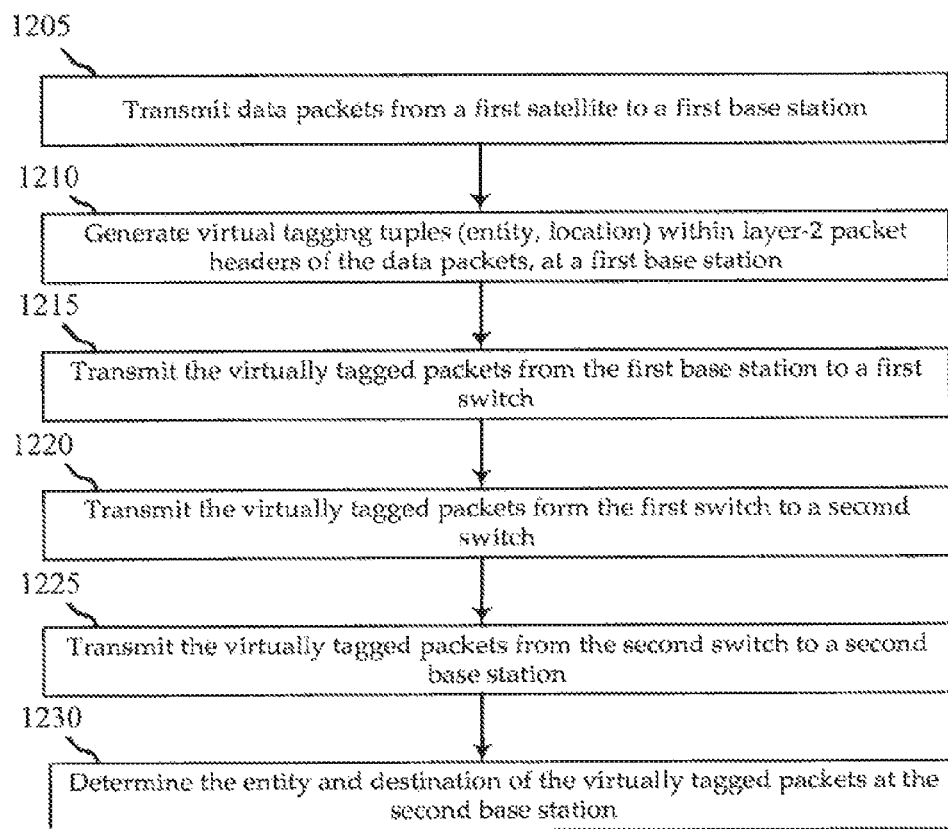 1205
Transmit data packets from a first satellite to a first base station
1210
Generate virtual tagging tuples (entity, location) within layer-2 packet
headers of the data packets, at a first base station
1215
Transmit the virtually tagged packets from the first base station to a first
switch
1220
Transmit the virtually tagged packets form the first switch to a second
switch
1225
Transmit the virtually tagged packets from the second switch to a second
base station
1230
Determine the entity and destination of the virtually tagged packets at the
second base station